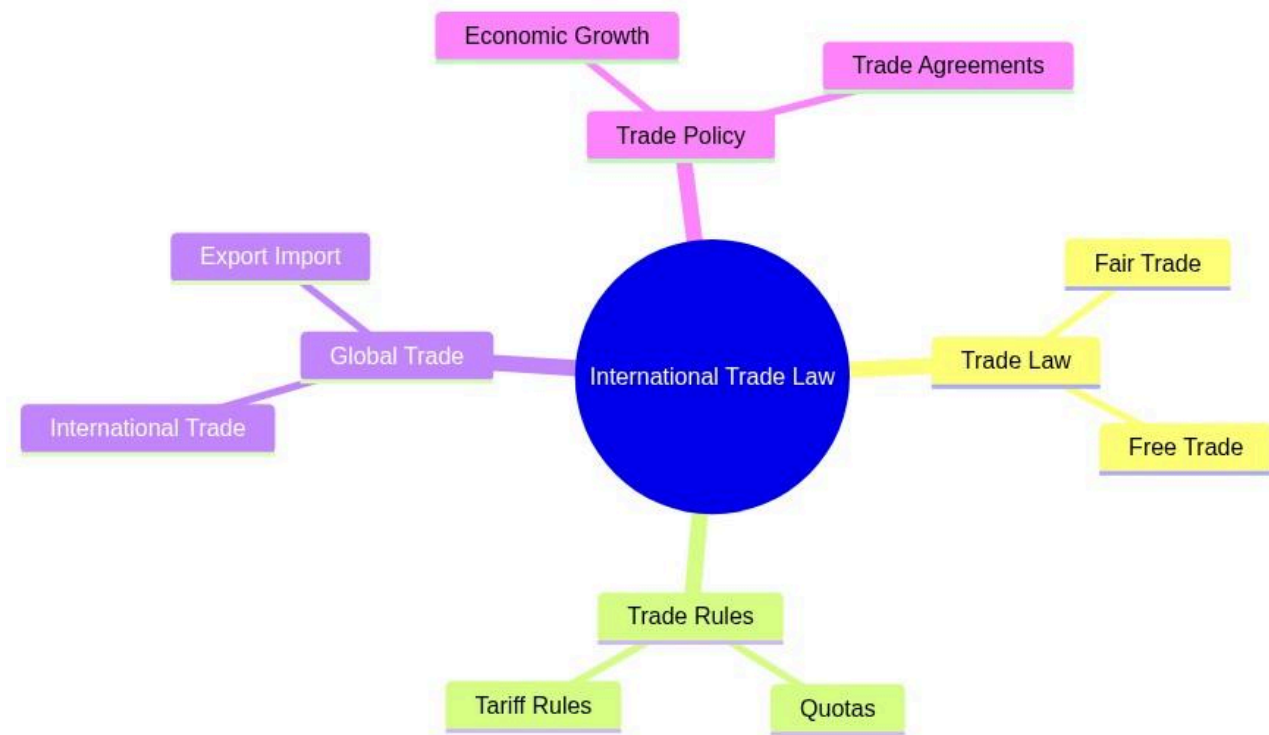 Economic Growth
Trade Agreements
Trade Policy
Export Import
Fair Trade
Global Trade
Trade Law
International Trade Law
International Trade
Free Trade
Trade Rules
Tariff Rules
Quotas